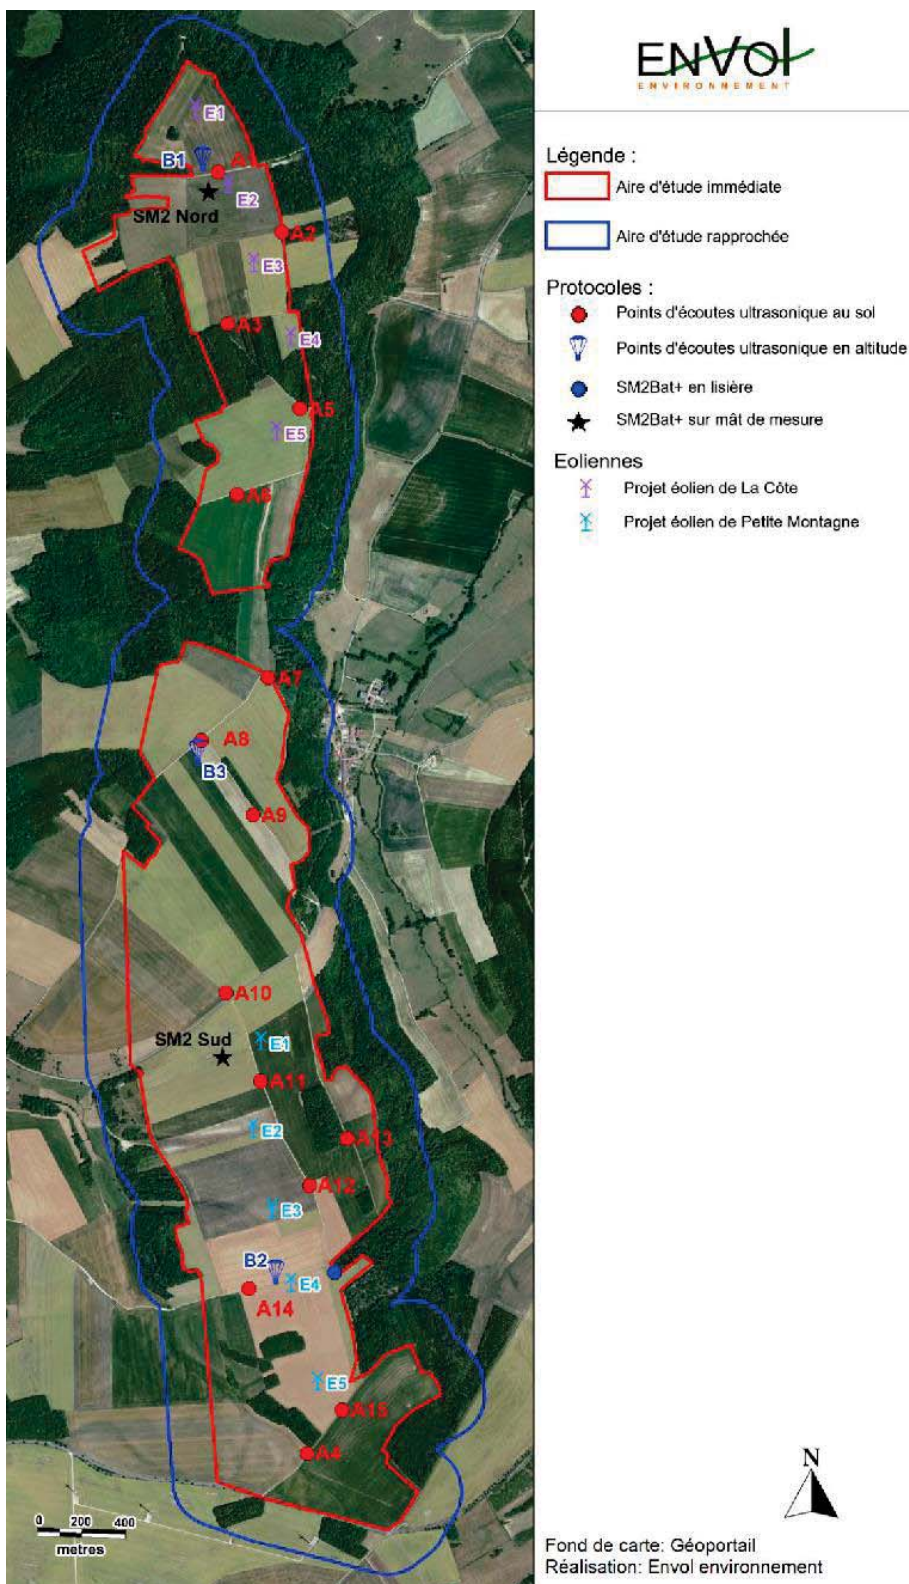 EnVol
ENVIRONNEMENT
Légende :
Aire d'étude immédiate
Aire d'étude rapprochée
Protocoles :
Points d'écoutes ultrasonique au sol
Points d'écoutes ultrasonique en altitude
SM2Bat+ en lisière
SM2Bat+ sur mât de mesure
Eoliennes
Projet éolien de La Côte
Projet éolien de Petite Montagne
E1
B1
E2
SM2 Nord
A2
E3
A3
E4
A5
E5
A6
A7
A8
B3
A9
A10
SM2 Sud
E1
A11
E2
A13
A12
E3
B2
E4
A14
E5
A15
A4
0 200 400
metres
N
Fond de carte: Géoportail
Réalisation: Envol environnement